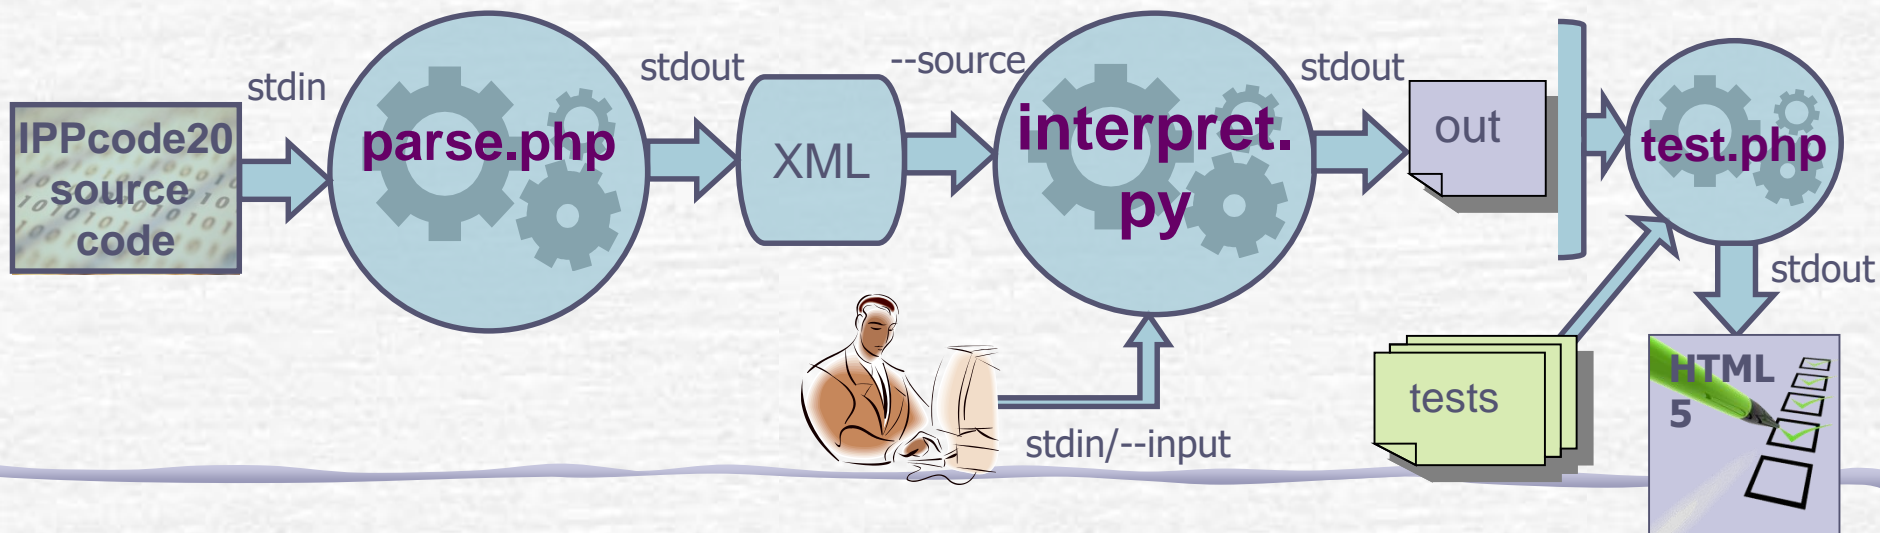 stdin
stdout
--source
stdout
IPPcode20
source
code
parse.php
XML
interpret.
py
out
test.php
stdout
stdin/--input
tests
HTML
5